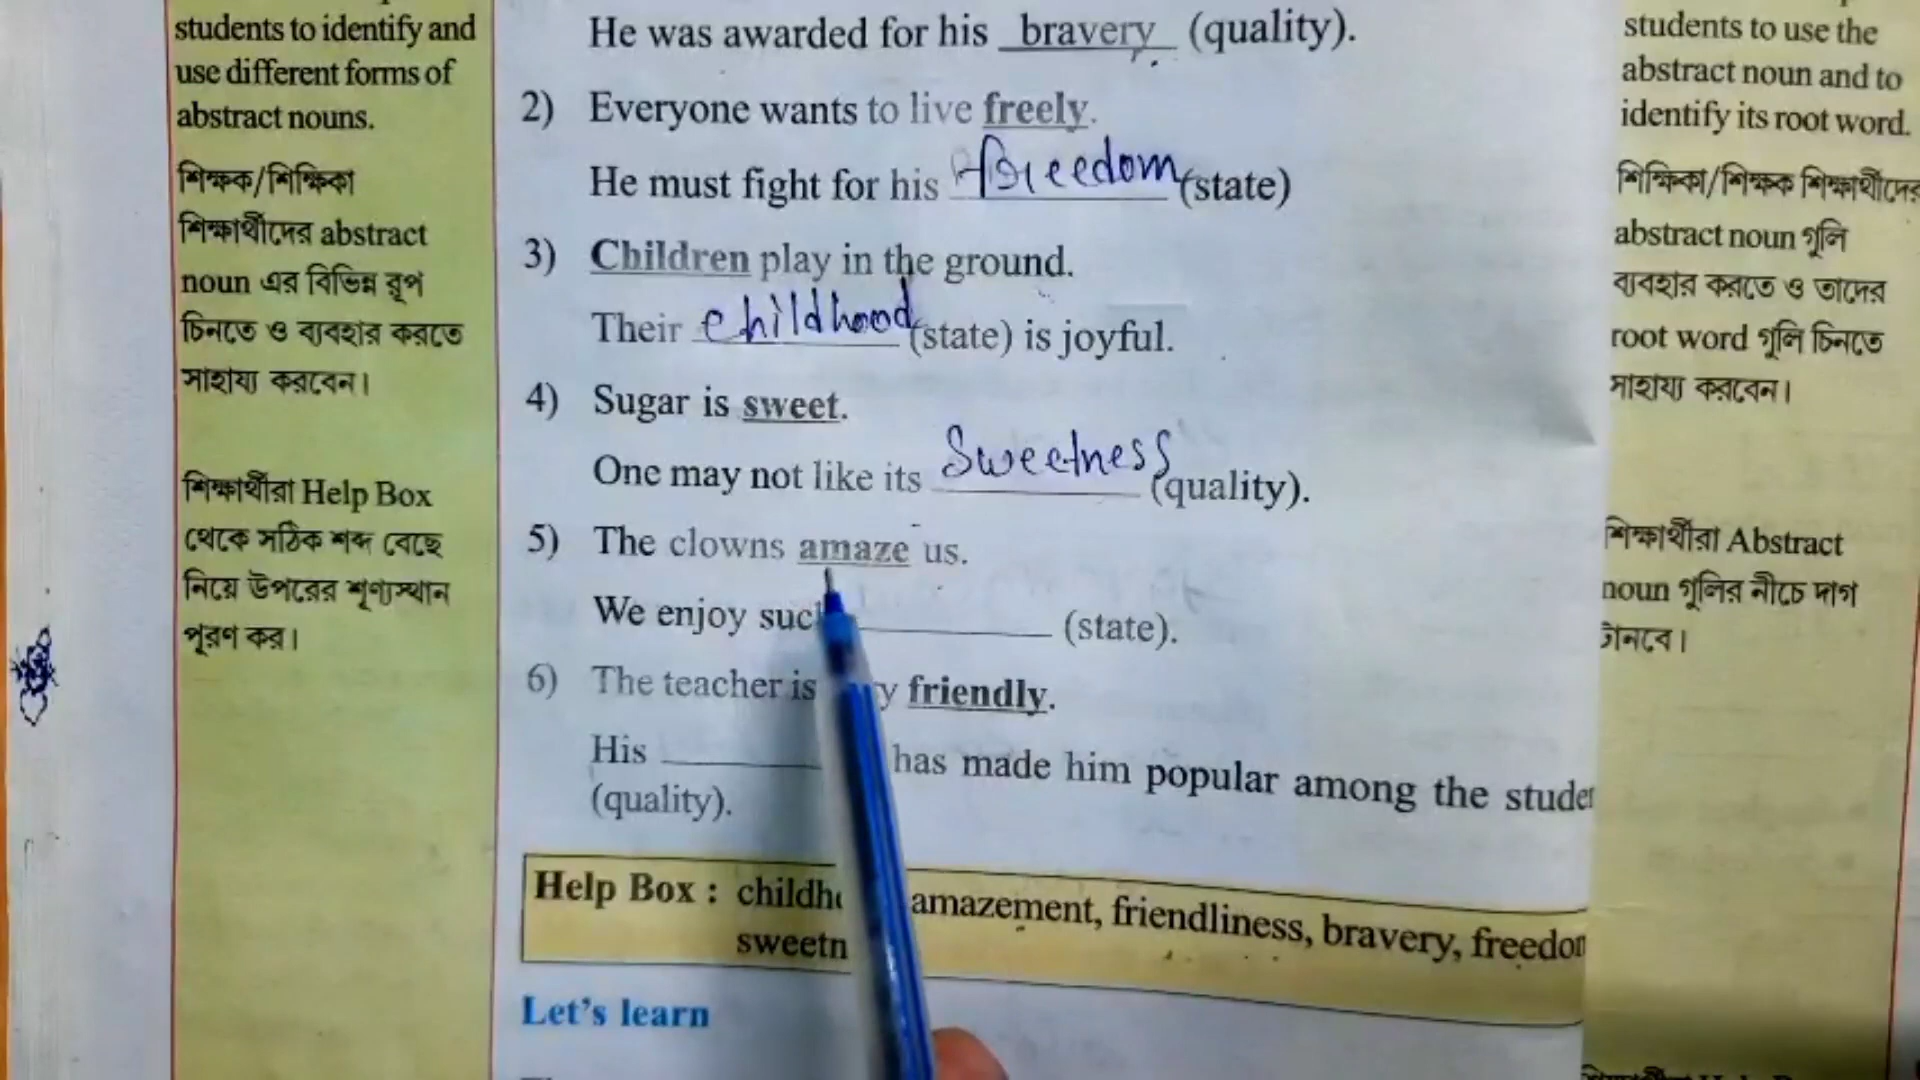 students to identify and
use different forms of
abstract nouns.
শিক্ষক/শিক্ষিকা
শিক্ষার্থীদের abstract
noun এর বিভিন্ন রূপ
চিনতে ও ব্যবহার করতে
সাহায্য করবেন।
শিক্ষার্থীরা Help Box
থেকে সঠিক শব্দ বেছে
নিয়ে উপরের শূণ্যস্থান
পূরণ কর।
He was awarded for his bravery (quality).
2) Everyone wants to live freely.
He must fight for his freedom (state)
3) Children play in the ground.
Their childhood (state) is joyful.
4) Sugar is sweet.
One may not like its Sweetness (quality).
5) The clowns amaze us.
We enjoy suc ________ (state).
6) The teacher is y friendly.
His ________ has made him popular among the studen
(quality).
Help Box : childho amazement, friendliness, bravery, freedom
sweetn
Let's learn
students to use the
abstract noun and to
identify its root word.
শিক্ষিকা/শিক্ষক শিক্ষার্থীদের
abstract noun গুলি
ব্যবহার করতে ও তাদের
root word গুলি চিনতে
সাহায্য করবেন।
শিক্ষার্থীরা Abstract
noun গুলির নীচে দাগ
টানবে।